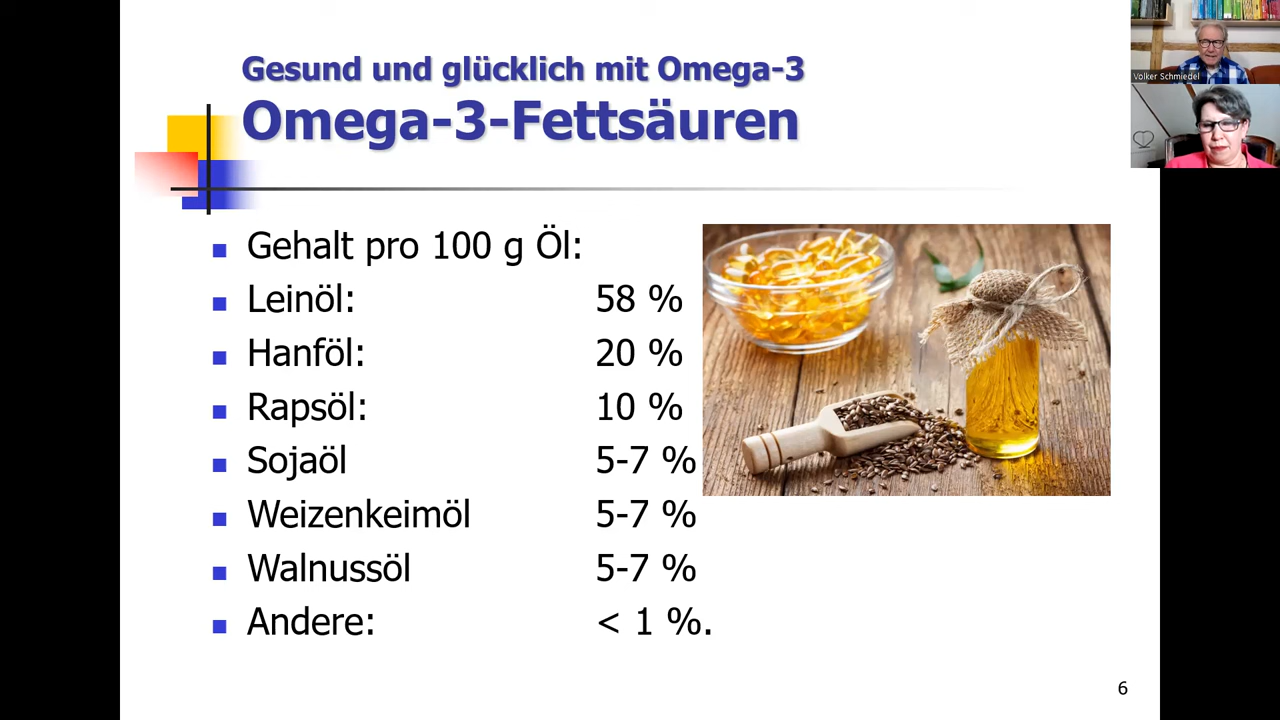 Gesund und glücklich mit Omega-3
Omega-3-Fettsäuren
Gehalt pro 100 g Öl:
Leinöl: 58 %
Hanföl: 20 %
Rapsöl: 10 %
Sojaöl 5-7 %
Weizenkeimöl 5-7 %
Walnussöl 5-7 %
Andere: < 1 %.
6
Volker Schmiedel